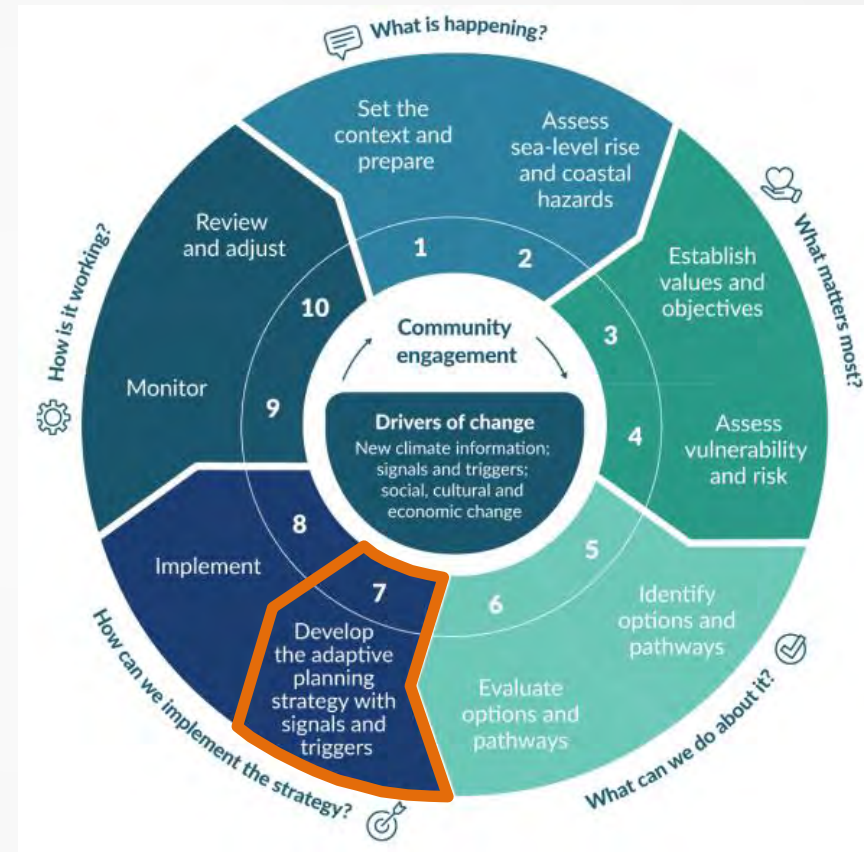 What is happening?
Set the
context and
prepare
1
Assess
sea-level rise
and coastal
hazards
2
What matters most?
Establish
values and
objectives
3
Assess
vulnerability
and risk
4
What can we do about it?
Identify
options and
pathways
5
Evaluate
options and
pathways
6
How can we implement the strategy?
7
Develop
the adaptive
planning
strategy with
signals and
triggers
8
Implement
How is it working?
Monitor
9
Review
and adjust
10
Community
engagement
Drivers of change
New climate information;
signals and triggers;
social, cultural and
economic change